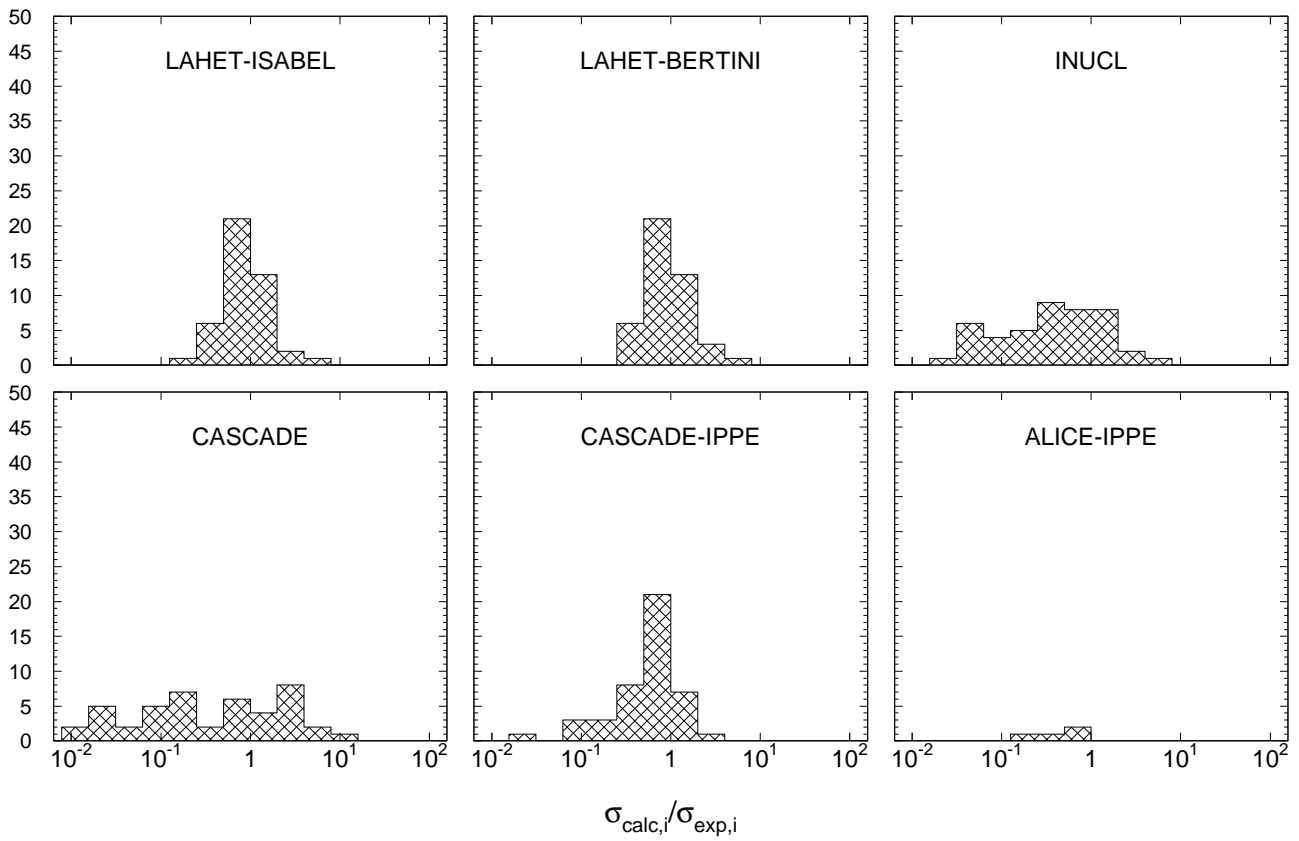 50
45
40
35
30
25
20
15
10
5
0
LAHET-ISABEL
LAHET-BERTINI
INUCL
50
45
40
35
30
25
20
15
10
5
0
CASCADE
CASCADE-IPPE
ALICE-IPPE
10⁻² 10⁻¹ 1 10¹ 10² 10⁻² 10⁻¹ 1 10¹ 10² 10⁻² 10⁻¹ 1 10¹ 10²
σcalc,i/σexp,i